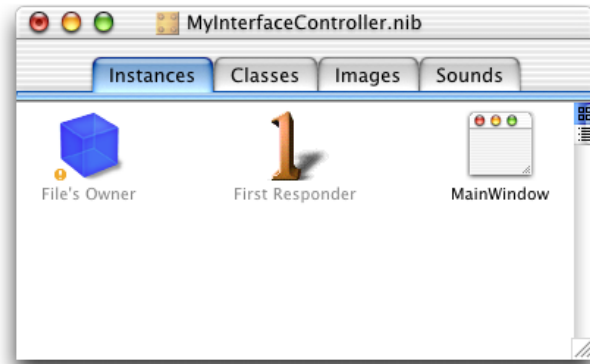 MyInterfaceController.nib
Instances Classes Images Sounds
File's Owner First Responder MainWindow